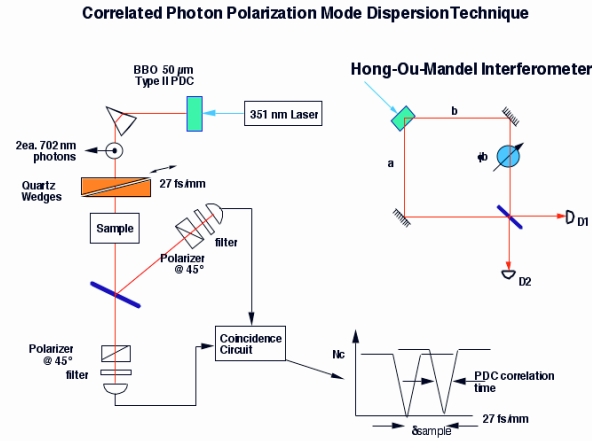 Correlated Photon Polarization Mode Dispersion Technique
BBO 50 µm
Type II PDC
351 nm Laser
2ea. 702 nm
photons
Quartz
Wedges
27 fs/mm
Sample
Polarizer
@ 45°
filter
Polarizer
@ 45°
filter
Coincidence
Circuit
Hong-Ou-Mandel Interferometer
b
a
ϕb
D1
D2
Nc
PDC correlation
time
27 fs/mm
δsample